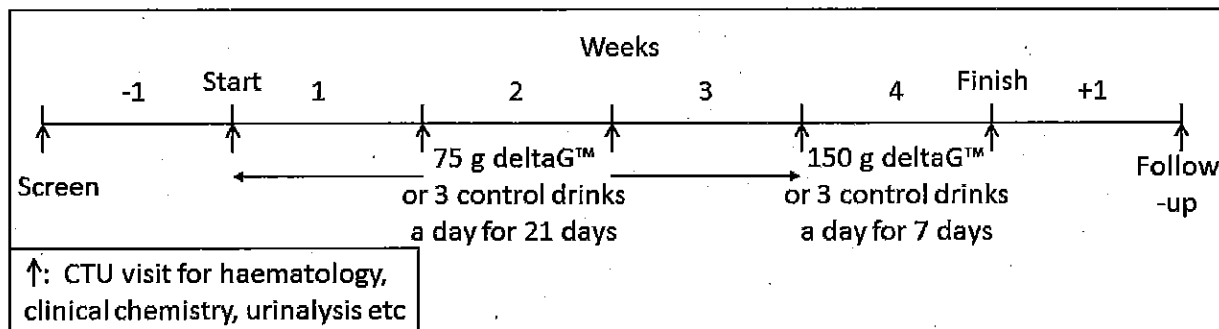 Weeks
-1 Start 1 2 3 4 Finish +1
Screen
75 g deltaG™
or 3 control drinks
a day for 21 days
150 g deltaG™
or 3 control drinks
a day for 7 days
Follow
-up
↑: CTU visit for haematology,
clinical chemistry, urinalysis etc